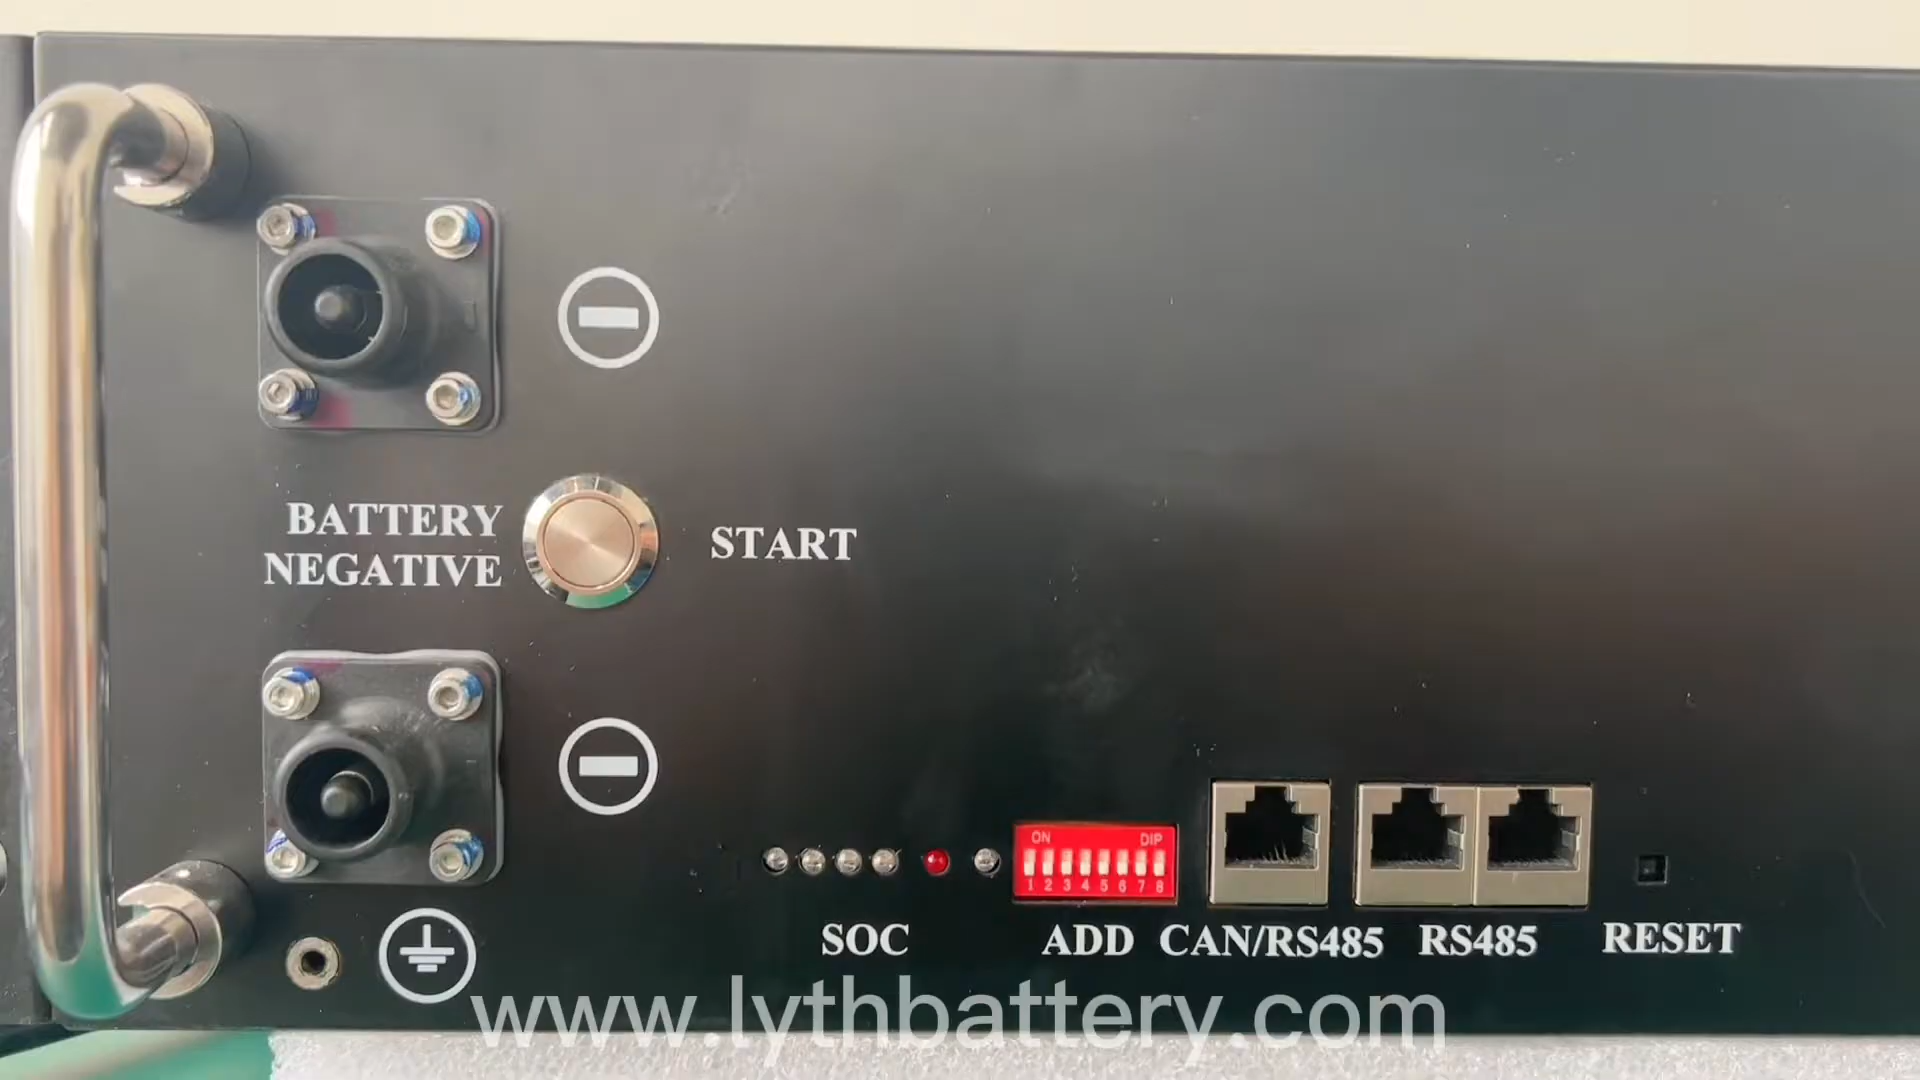 BATTERY
NEGATIVE
START
ON DIP
1 2 3 4 5 6 7 8
SOC
ADD
CAN/RS485
RS485
RESET
www.lythbattery.com